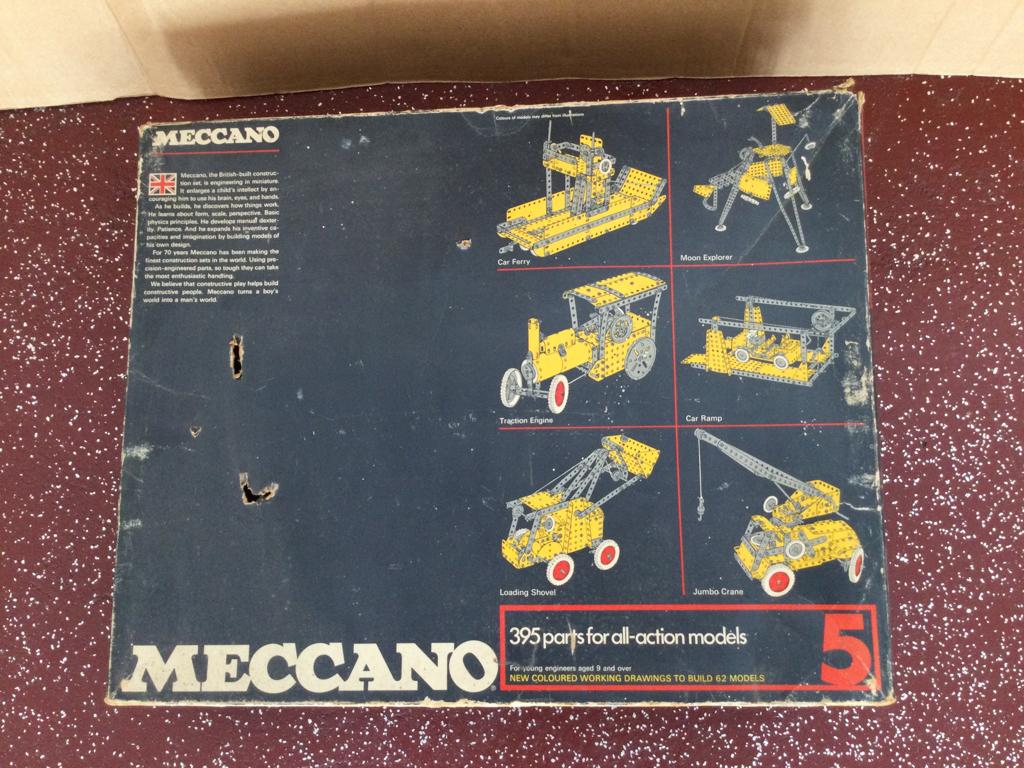 MECCANO
Meccano, the British-built construc-
tion set, is engineering in miniature.
It enlarges a child's intellect by en-
couraging him to use his brain, eyes, and hands.
As he builds, he discovers how things work.
He learns about form, scale, perspective. Basic
physics principles. He develops manual dexter-
ity. Patience. And he expands his inventive ca-
pacities and imagination by building models of
his own design.
For 70 years Meccano has been making the
finest construction sets in the world. Using pre-
cision-engineered parts, so tough they can take
the most enthusiastic handling.
We believe that constructive play helps build
constructive people. Meccano turns a boy's
world into a man's world.
Colours of models may differ from illustrations
Car Ferry
Moon Explorer
Traction Engine
Car Ramp
Loading Shovel
Jumbo Crane
MECCANO
395 parts for all-action models
For young engineers aged 9 and over
NEW COLOURED WORKING DRAWINGS TO BUILD 62 MODELS
5